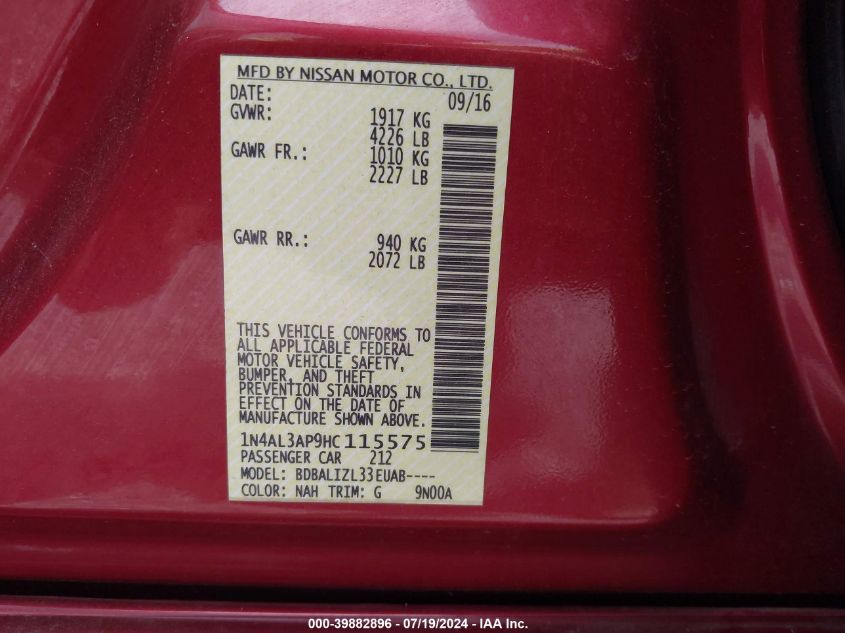 MFD BY NISSAN MOTOR CO., LTD.
DATE: 09/16
GVWR: 1917 KG
4226 LB
GAWR FR.: 1010 KG
2227 LB
GAWR RR.: 940 KG
2072 LB
THIS VEHICLE CONFORMS TO
ALL APPLICABLE FEDERAL
MOTOR VEHICLE SAFETY,
BUMPER, AND THEFT
PREVENTION STANDARDS IN
EFFECT ON THE DATE OF
MANUFACTURE SHOWN ABOVE.
1N4AL3AP9HC115575
PASSENGER CAR 212
MODEL: BDBALIZL33EUAB----
COLOR: NAH TRIM: G 9N00A
000-39882896 - 07/19/2024 - IAA Inc.